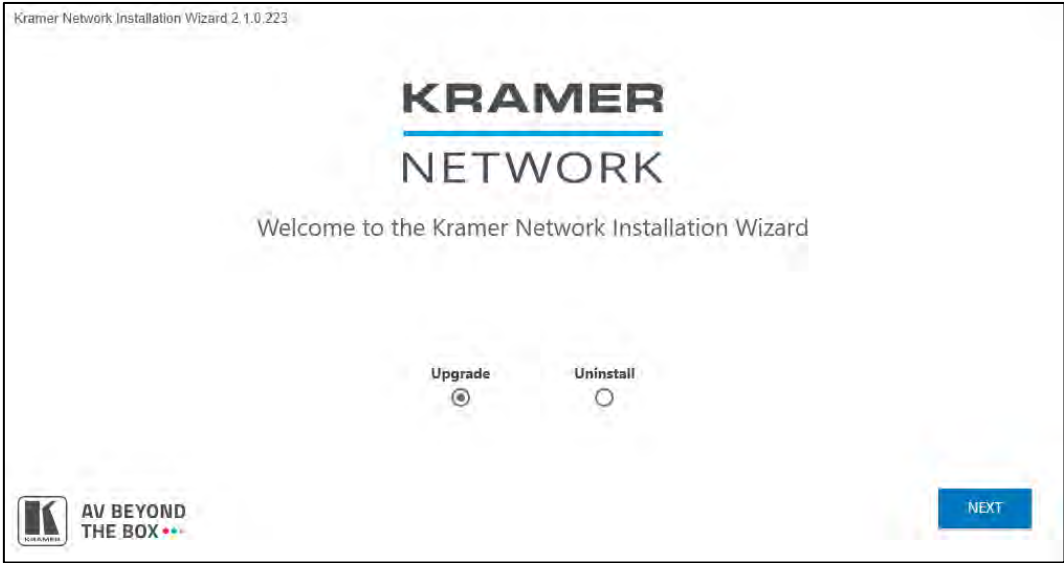 Kramer Network Installation Wizard 2.1.0.223
KRAMER
NETWORK
Welcome to the Kramer Network Installation Wizard
Upgrade Uninstall
NEXT
K
KRAMER
AV BEYOND
THE BOX